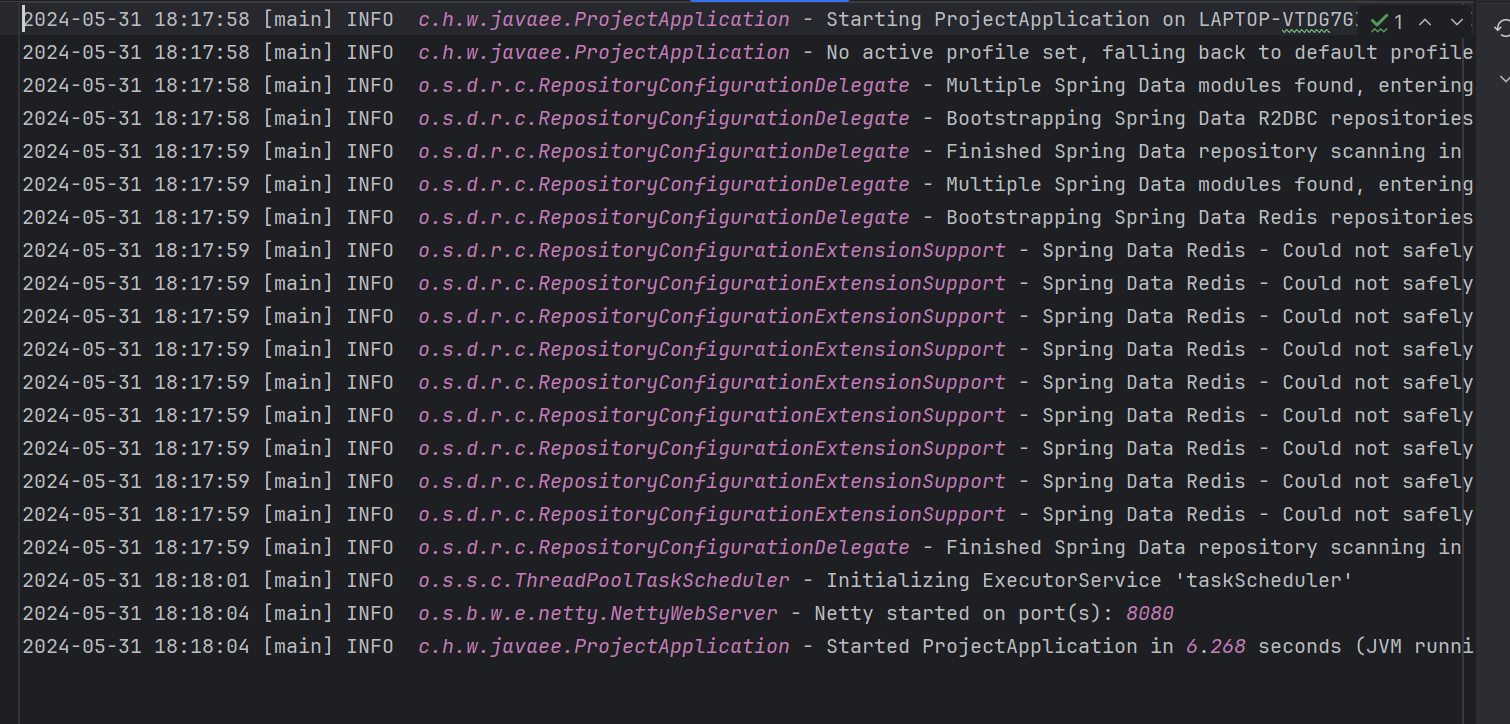 2024-05-31 18:17:58 [main] INFO  c.h.w.javaee.ProjectApplication - Starting ProjectApplication on LAPTOP-VTDG7G 1
2024-05-31 18:17:58 [main] INFO  c.h.w.javaee.ProjectApplication - No active profile set, falling back to default profile
2024-05-31 18:17:58 [main] INFO  o.s.d.r.c.RepositoryConfigurationDelegate - Multiple Spring Data modules found, entering
2024-05-31 18:17:58 [main] INFO  o.s.d.r.c.RepositoryConfigurationDelegate - Bootstrapping Spring Data R2DBC repositories
2024-05-31 18:17:59 [main] INFO  o.s.d.r.c.RepositoryConfigurationDelegate - Finished Spring Data repository scanning in
2024-05-31 18:17:59 [main] INFO  o.s.d.r.c.RepositoryConfigurationDelegate - Multiple Spring Data modules found, entering
2024-05-31 18:17:59 [main] INFO  o.s.d.r.c.RepositoryConfigurationDelegate - Bootstrapping Spring Data Redis repositories
2024-05-31 18:17:59 [main] INFO  o.s.d.r.c.RepositoryConfigurationExtensionSupport - Spring Data Redis - Could not safely
2024-05-31 18:17:59 [main] INFO  o.s.d.r.c.RepositoryConfigurationExtensionSupport - Spring Data Redis - Could not safely
2024-05-31 18:17:59 [main] INFO  o.s.d.r.c.RepositoryConfigurationExtensionSupport - Spring Data Redis - Could not safely
2024-05-31 18:17:59 [main] INFO  o.s.d.r.c.RepositoryConfigurationExtensionSupport - Spring Data Redis - Could not safely
2024-05-31 18:17:59 [main] INFO  o.s.d.r.c.RepositoryConfigurationExtensionSupport - Spring Data Redis - Could not safely
2024-05-31 18:17:59 [main] INFO  o.s.d.r.c.RepositoryConfigurationExtensionSupport - Spring Data Redis - Could not safely
2024-05-31 18:17:59 [main] INFO  o.s.d.r.c.RepositoryConfigurationExtensionSupport - Spring Data Redis - Could not safely
2024-05-31 18:17:59 [main] INFO  o.s.d.r.c.RepositoryConfigurationExtensionSupport - Spring Data Redis - Could not safely
2024-05-31 18:17:59 [main] INFO  o.s.d.r.c.RepositoryConfigurationExtensionSupport - Spring Data Redis - Could not safely
2024-05-31 18:17:59 [main] INFO  o.s.d.r.c.RepositoryConfigurationDelegate - Finished Spring Data repository scanning in
2024-05-31 18:18:01 [main] INFO  o.s.s.c.ThreadPoolTaskScheduler - Initializing ExecutorService 'taskScheduler'
2024-05-31 18:18:04 [main] INFO  o.s.b.w.e.netty.NettyWebServer - Netty started on port(s): 8080
2024-05-31 18:18:04 [main] INFO  c.h.w.javaee.ProjectApplication - Started ProjectApplication in 6.268 seconds (JVM runni